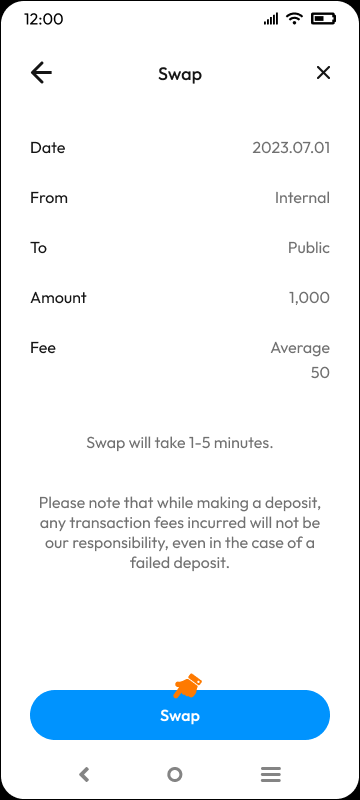 12:00
Swap
Date 2023.07.01
From Internal
To Public
Amount 1,000
Fee Average
50
Swap will take 1-5 minutes.
Please note that while making a deposit,
any transaction fees incurred will not be
our responsibility, even in the case of a
failed deposit.
Swap